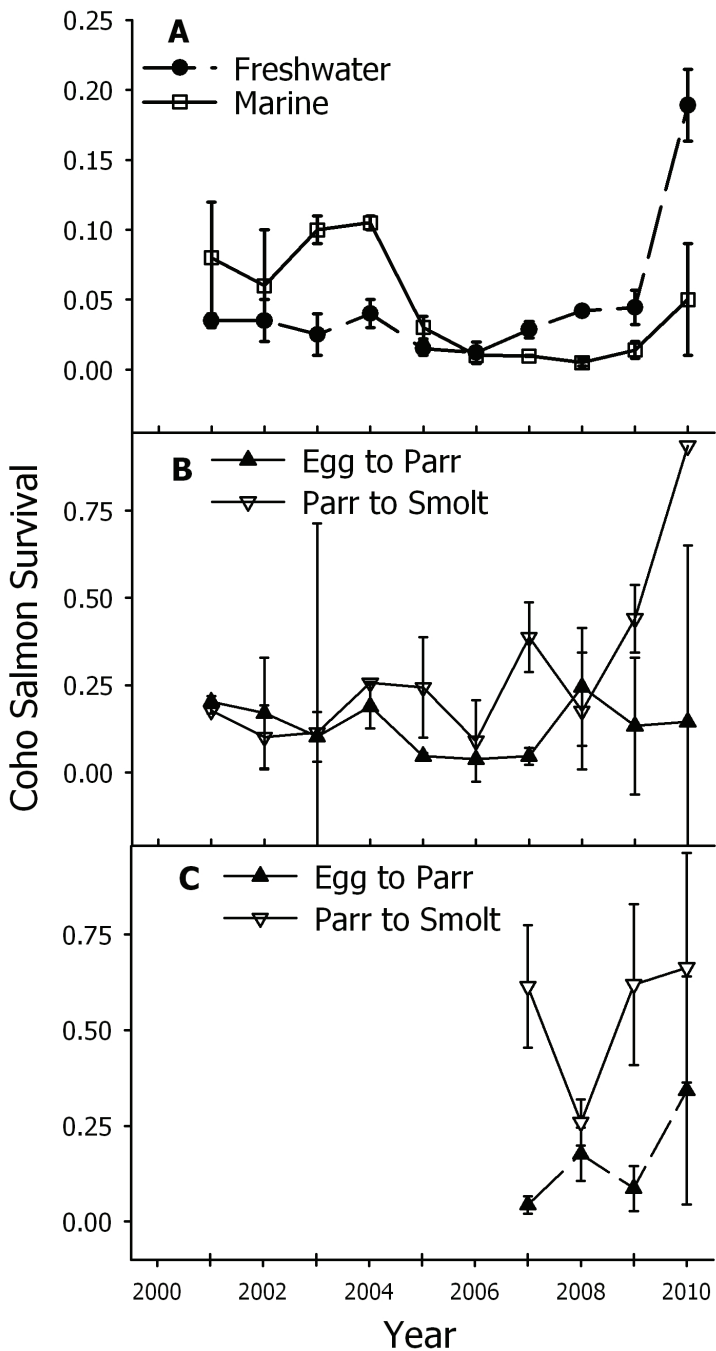 A
Freshwater
Marine
0.25
0.20
0.15
0.10
0.05
0.00
B
Egg to Parr
Parr to Smolt
0.75
0.50
0.25
0.00
C
Egg to Parr
Parr to Smolt
0.75
0.50
0.25
0.00
Coho Salmon Survival
2000 2002 2004 2006 2008 2010
Year